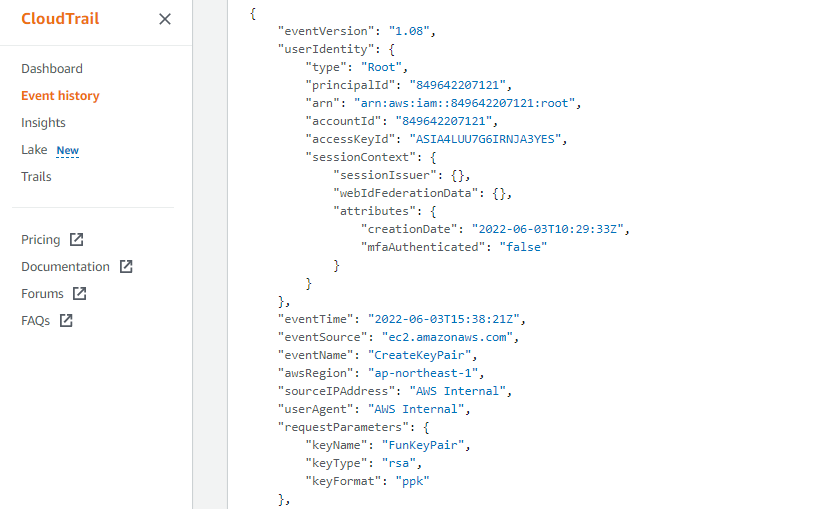 CloudTrail
Dashboard
Event history
Insights
Lake New
Trails
Pricing
Documentation
Forums
FAQs
{
"eventVersion": "1.08",
"userIdentity": {
"type": "Root",
"principalId": "849642207121",
"arn": "arn:aws:iam::849642207121:root",
"accountId": "849642207121",
"accessKeyId": "ASIA4LUU7G6IRNJA3YES",
"sessionContext": {
"sessionIssuer": {},
"webIdFederationData": {},
"attributes": {
"creationDate": "2022-06-03T10:29:33Z",
"mfaAuthenticated": "false"
}
}
},
"eventTime": "2022-06-03T15:38:21Z",
"eventSource": "ec2.amazonaws.com",
"eventName": "CreateKeyPair",
"awsRegion": "ap-northeast-1",
"sourceIPAddress": "AWS Internal",
"userAgent": "AWS Internal",
"requestParameters": {
"keyName": "FunKeyPair",
"keyType": "rsa",
"keyFormat": "ppk"
},